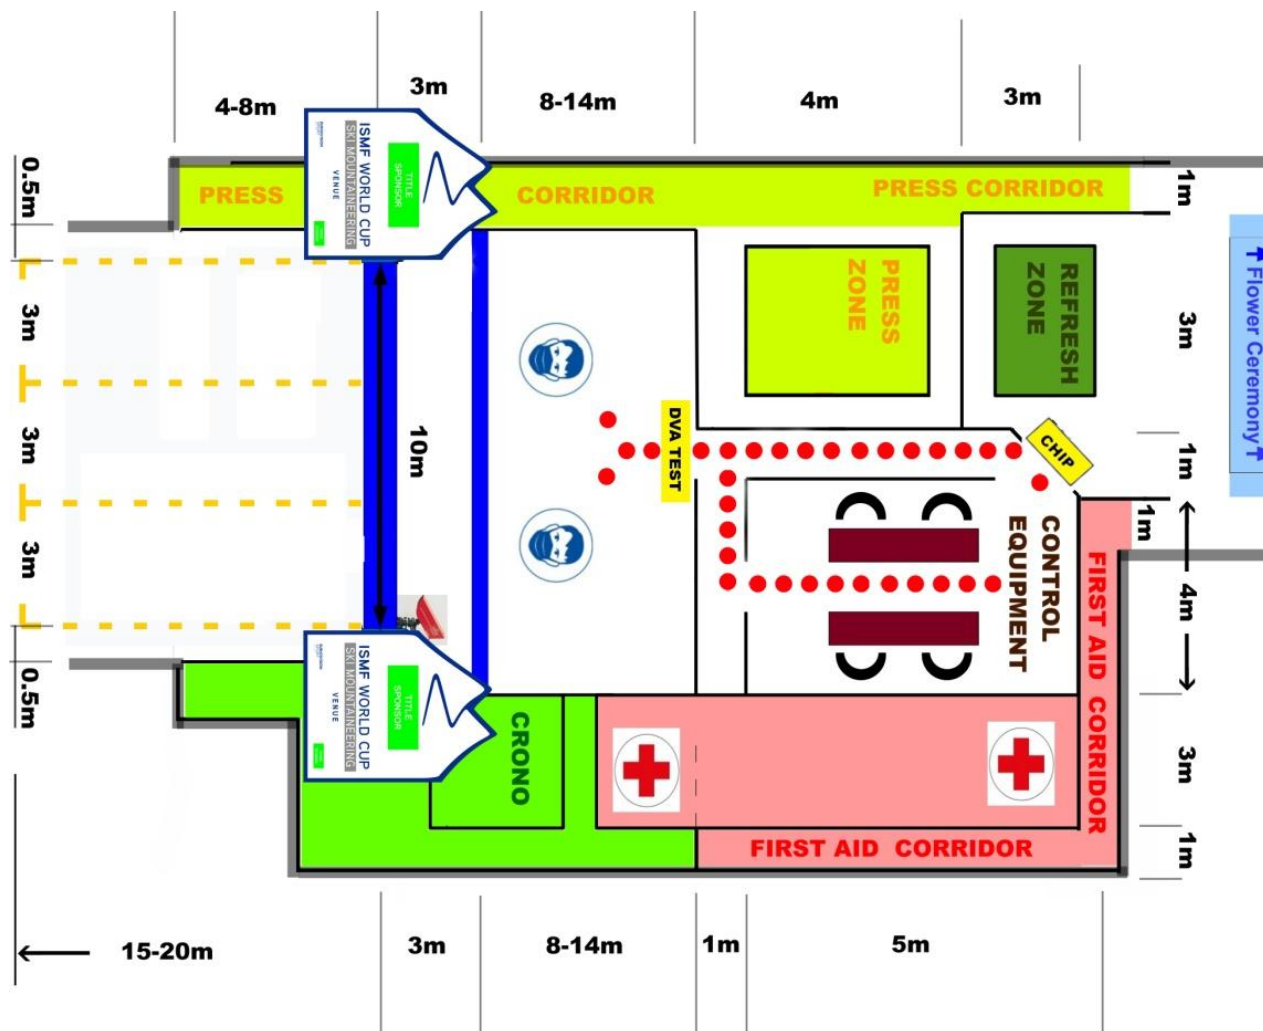 4-8m
3m
8-14m
4m
3m
0.5m
PRESS
CORRIDOR
PRESS CORRIDOR
1m
ISMF WORLD CUP
SKI MOUNTAINEERING
VENUE
TITLE
SPONSOR
3m
3m
3m
10m
PRESS
ZONE
REFRESH
ZONE
3m
Flower Ceremony
DVA TEST
CHIP
1m
1m
CONTROL
EQUIPMENT
4m
FIRST AID CORRIDOR
0.5m
ISMF WORLD CUP
SKI MOUNTAINEERING
VENUE
TITLE
SPONSOR
CRONO
3m
FIRST AID CORRIDOR
1m
15-20m
3m
8-14m
1m
5m